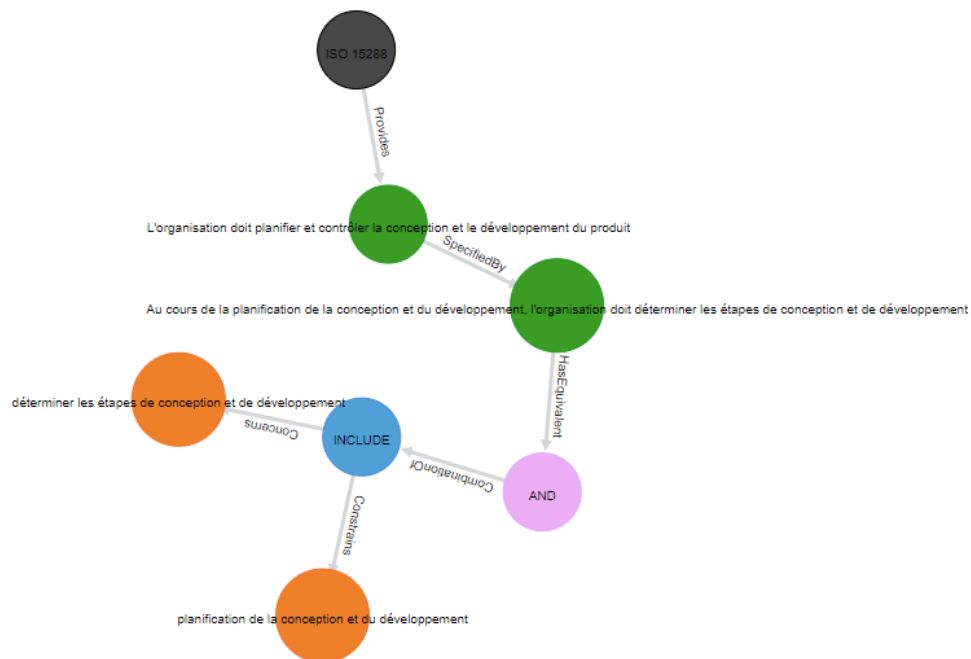 ISO 15288
Provides
L'organisation doit planifier et contrôler la conception et le développement du produit
SpecifiedBy
Au cours de la planification de la conception et du développement, l'organisation doit déterminer les étapes de conception et de développement
HasEquivalent
déterminer les étapes de conception et de développement
Concerns
INCLUDE
CombinationOf
AND
Constrains
planification de la conception et du développement